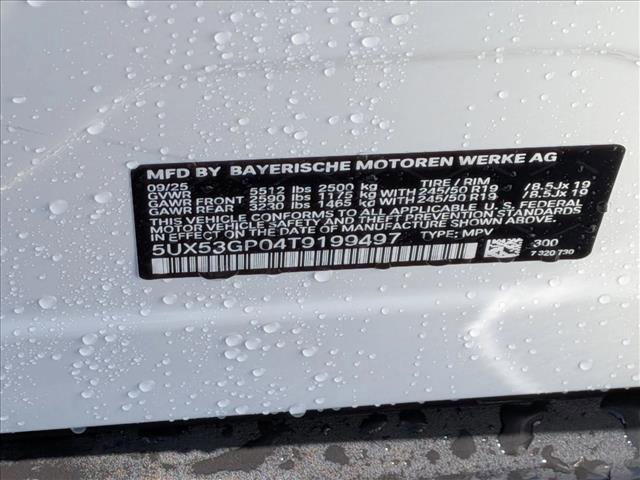 MFD BY BAYERISCHE MOTOREN WERKE AG
09/25 TIRE / RIM
GVWR 5512 lbs 2500 kg
GAWR FRONT 2590 lbs 1175 kg WITH 245/50 R19 /8.5Jx19
GAWR REAR 3230 lbs 1465 kg WITH 245/50 R19 /8.5Jx19
THIS VEHICLE CONFORMS TO ALL APPLICABLE U.S. FEDERAL
MOTOR VEHICLE SAFETY AND THEFT PREVENTION STANDARDS
IN EFFECT ON THE DATE OF MANUFACTURE SHOWN ABOVE.
5UX53GP04T9199497 TYPE: MPV
300
7 320 730